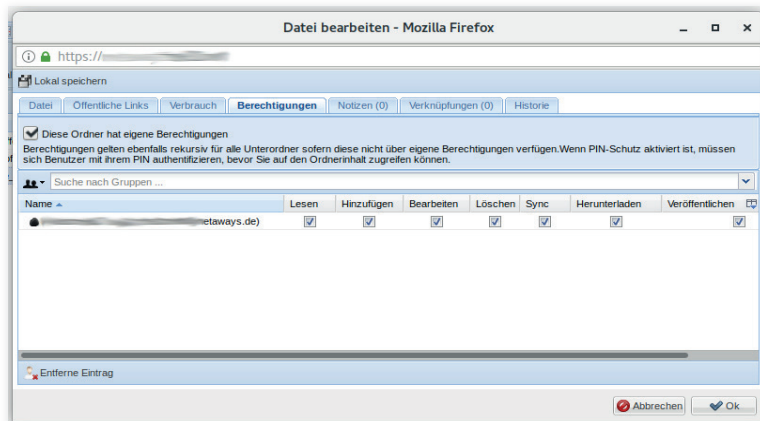 Datei bearbeiten - Mozilla Firefox
https://
Lokal speichern
Datei Öffentliche Links Verbrauch Berechtigungen Notizen (0) Verknüpfungen (0) Historie
Diese Ordner hat eigene Berechtigungen
Berechtigungen gelten ebenfalls rekursiv für alle Unterordner sofern diese nicht über eigene Berechtigungen verfügen.Wenn PIN-Schutz aktiviert ist, müssen
sich Benutzer mit ihrem PIN authentifizieren, bevor Sie auf den Ordnerinhalt zugreifen können.
Suche nach Gruppen ...
Name Lesen Hinzufügen Bearbeiten Löschen Sync Herunterladen Veröffentlichen
etaways.de)
Entferne Eintrag
Abbrechen Ok